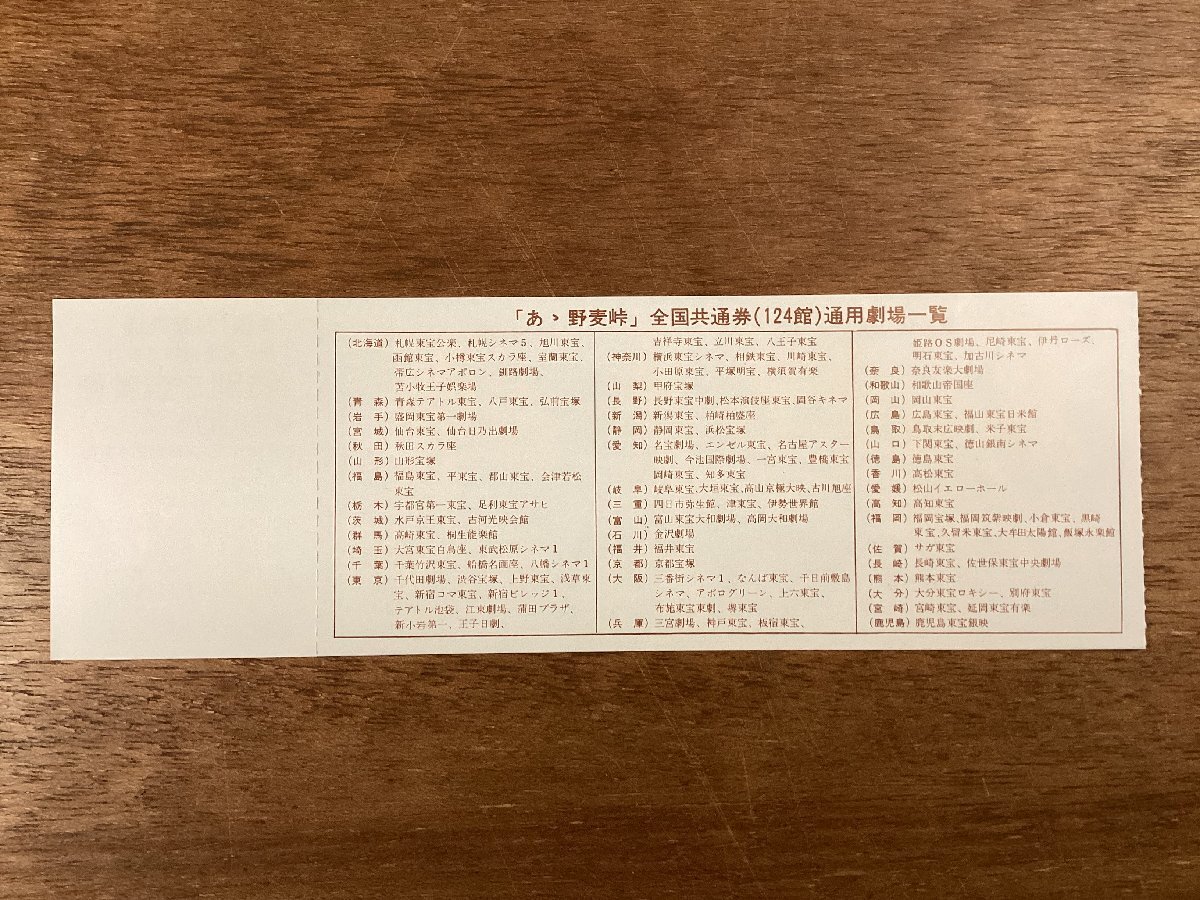 「あゝ野麦峠」全国共通券(124館)通用劇場一覧
(北海道) 札幌東宝公楽、札幌シネマ5、旭川東宝、
函館東宝、小樽東宝スカラ座、室蘭東宝、
帯広シネマアポロン、釧路劇場、
苫小牧王子娯楽場
(青 森) 青森テアトル東宝、八戸東宝、弘前宝塚
(岩 手) 盛岡東宝第一劇場
(宮 城) 仙台東宝、仙台日乃出劇場
(秋 田) 秋田スカラ座
(山 形) 山形宝塚
(福 島) 福島東宝、平東宝、郡山東宝、会津若松
東宝
(栃 木) 宇都宮第一東宝、足利東宝アサヒ
(茨 城) 水戸京王東宝、古河光映会館
(群 馬) 高崎東宝、桐生能楽館
(埼 玉) 大宮東宝白鳥座、東武松原シネマ1
(千 葉) 千葉竹沢東宝、船橋名画座、八幡シネマ1
(東 京) 千代田劇場、渋谷宝塚、上野東宝、浅草東
宝、新宿コマ東宝、新宿ビレッジ1、
テアトル池袋、江東劇場、蒲田プラザ、
新小岩第一、王子日劇、
吉祥寺東宝、立川東宝、八王子東宝
(神奈川) 横浜東宝シネマ、相鉄東宝、川崎東宝、
小田原東宝、平塚明宝、横須賀有楽
(山 梨) 甲府宝塚
(長 野) 長野東宝中劇、松本演伎座東宝、岡谷キネマ
(新 潟) 新潟東宝、柏崎柏盛座
(静 岡) 静岡東宝、浜松宝塚
(愛 知) 名宝劇場、エンゼル東宝、名古屋アスター
映劇、今池国際劇場、一宮東宝、豊橋東宝
岡崎東宝、知多東宝
(岐 阜) 岐阜東宝、大垣東宝、高山京極大映、古川旭座
(三 重) 四日市弥生館、津東宝、伊勢世界館
(富 山) 富山東宝大和劇場、高岡大和劇場
(石 川) 金沢劇場
(福 井) 福井東宝
(京 都) 京都宝塚
(大 阪) 三番街シネマ1、なんば東宝、千日前敷島
シネマ、アポログリーン、上六東宝、
布施東宝東劇、堺東宝
(兵 庫) 三宮劇場、神戸東宝、板宿東宝、
姫路OS劇場、尼崎東宝、伊丹ローズ、
明石東宝、加古川シネマ
(奈 良) 奈良友楽大劇場
(和歌山) 和歌山帝国座
(岡 山) 岡山東宝
(広 島) 広島東宝、福山東宝日米館
(鳥 取) 鳥取末広映劇、米子東宝
(山 口) 下関東宝、徳山銀南シネマ
(徳 島) 徳島東宝
(香 川) 高松東宝
(愛 媛) 松山イエローホール
(高 知) 高知東宝
(福 岡) 福岡宝塚、福岡筑紫映劇、小倉東宝、黒崎
東宝、久留米東宝、大牟田太陽館、飯塚永楽館
(佐 賀) サガ東宝
(長 崎) 長崎東宝、佐世保東宝中央劇場
(熊 本) 熊本東宝
(大 分) 大分東宝ロキシー、別府東宝
(宮 崎) 宮崎東宝、延岡東宝有楽
(鹿児島) 鹿児島東宝銀映